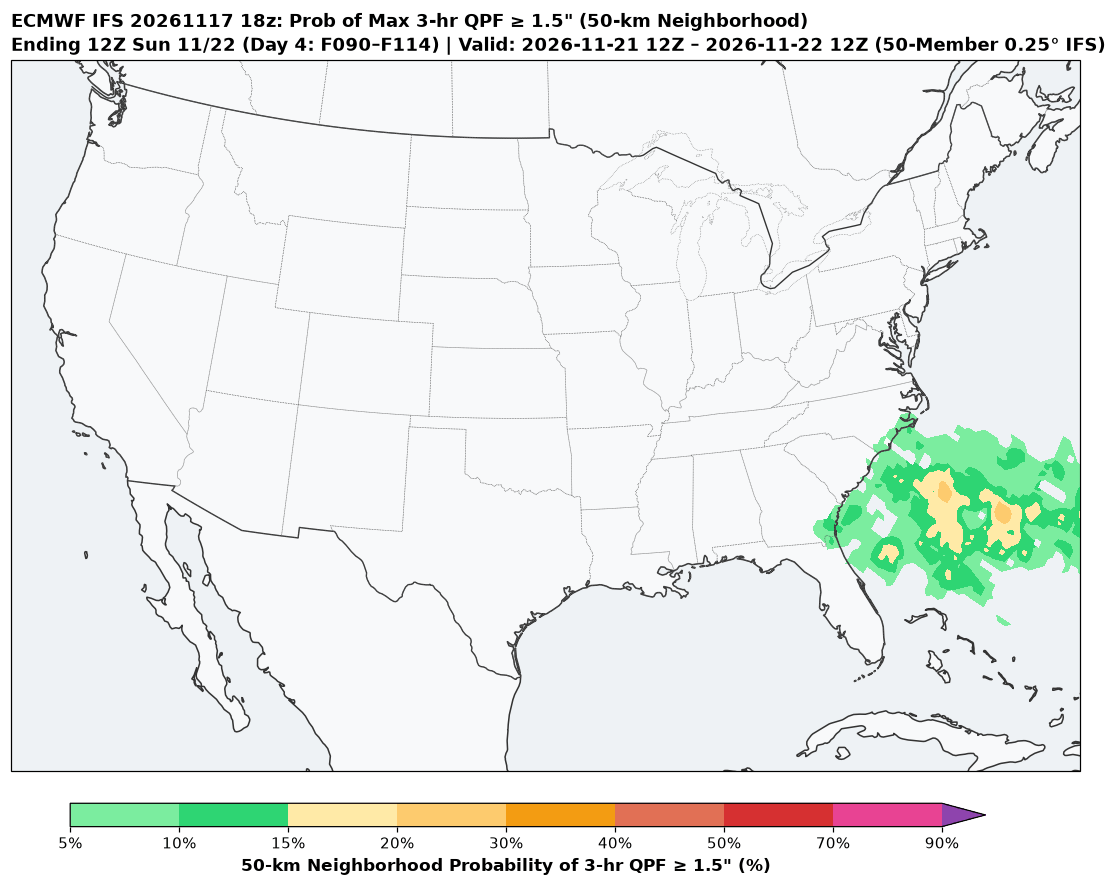 ECMWF IFS 20261117 18z: Prob of Max 3-hr QPF ≥ 1.5" (50-km Neighborhood)
Ending 12Z Sun 11/22 (Day 4: F090–F114) | Valid: 2026-11-21 12Z – 2026-11-22 12Z (50-Member 0.25° IFS)
5% 10% 15% 20% 30% 40% 50% 70% 90%
50-km Neighborhood Probability of 3-hr QPF ≥ 1.5" (%)